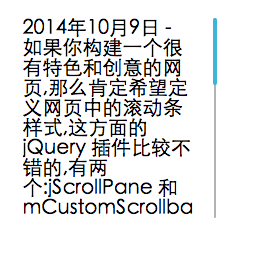 2014年10月9日 -
如果你构建一个很
有特色和创意的网
页,那么肯定希望定
义网页中的滚动条
样式,这方面的
jQuery 插件比较不
错的,有两
个:jScrollPane 和
mCustomScrollba